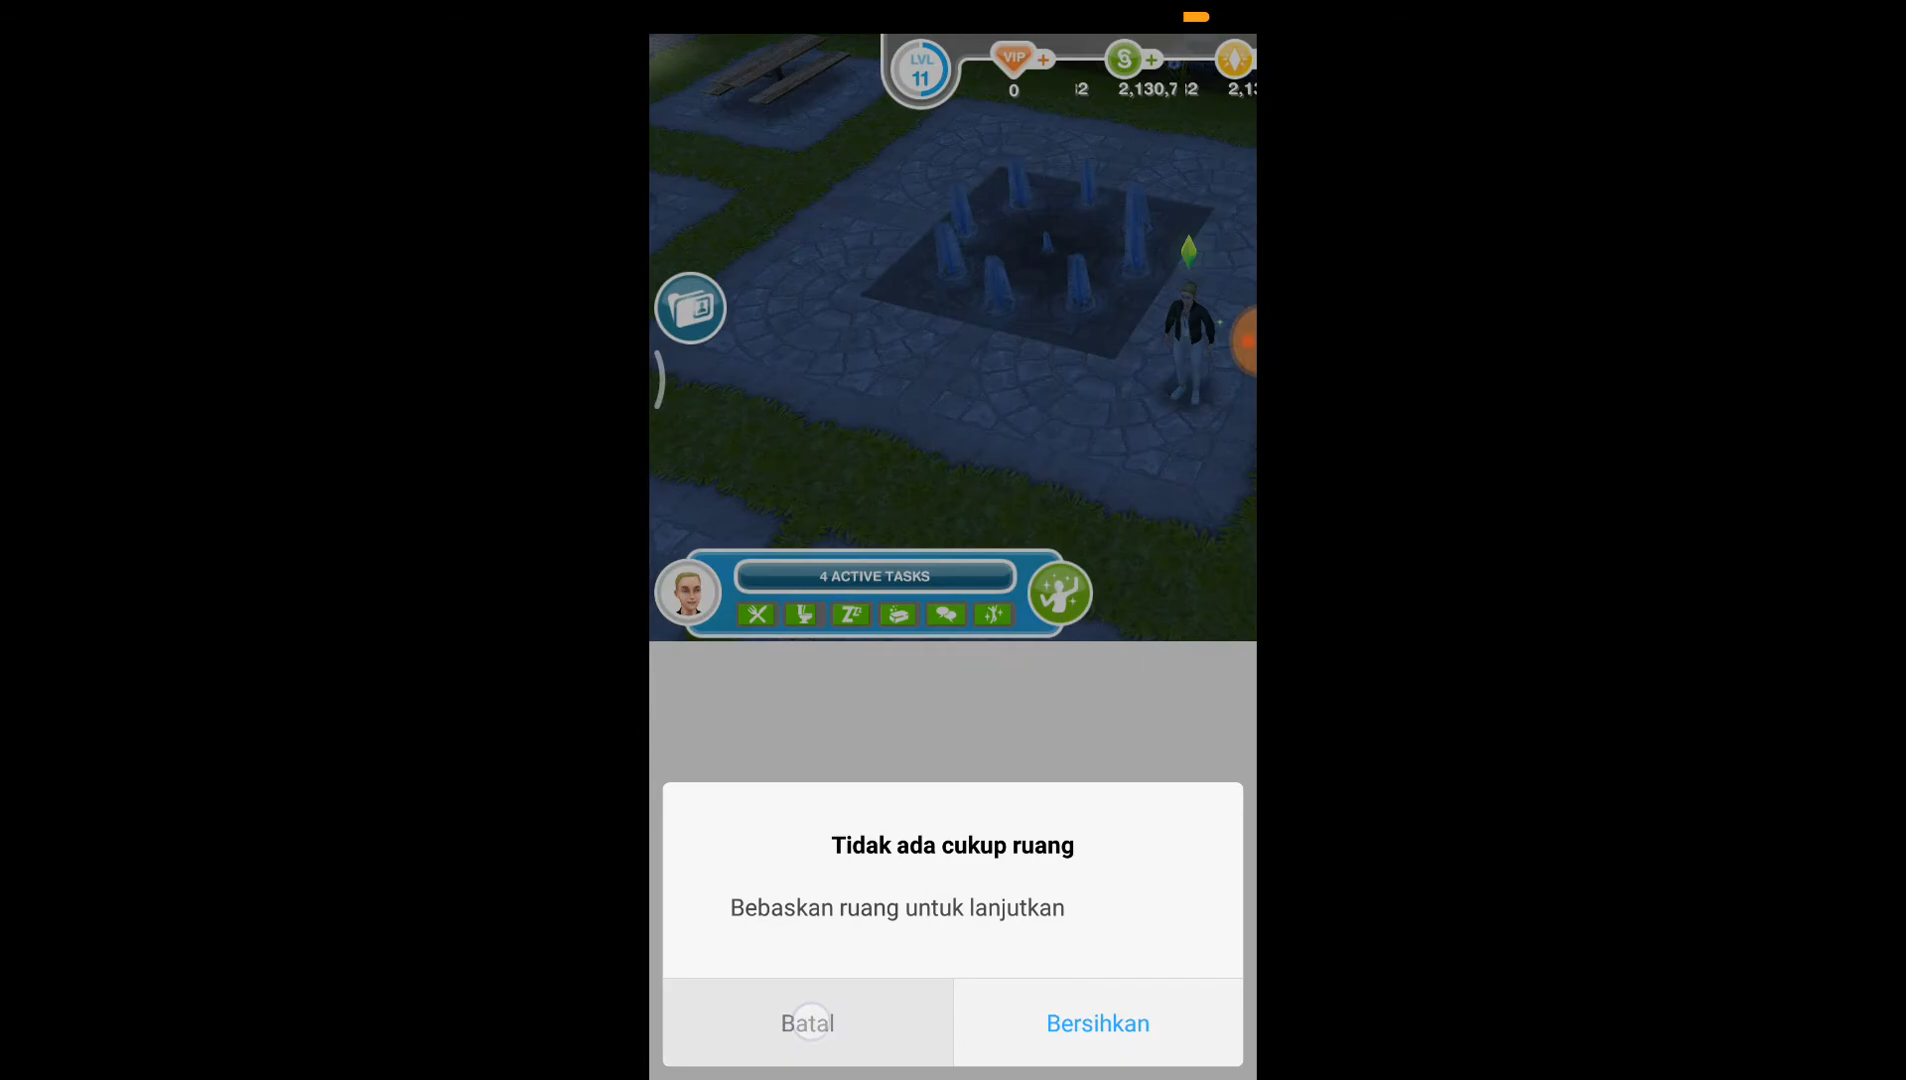 LVL
11
VIP
0
2,130,7
4 ACTIVE TASKS
Tidak ada cukup ruang
Bebaskan ruang untuk lanjutkan
Batal
Bersihkan